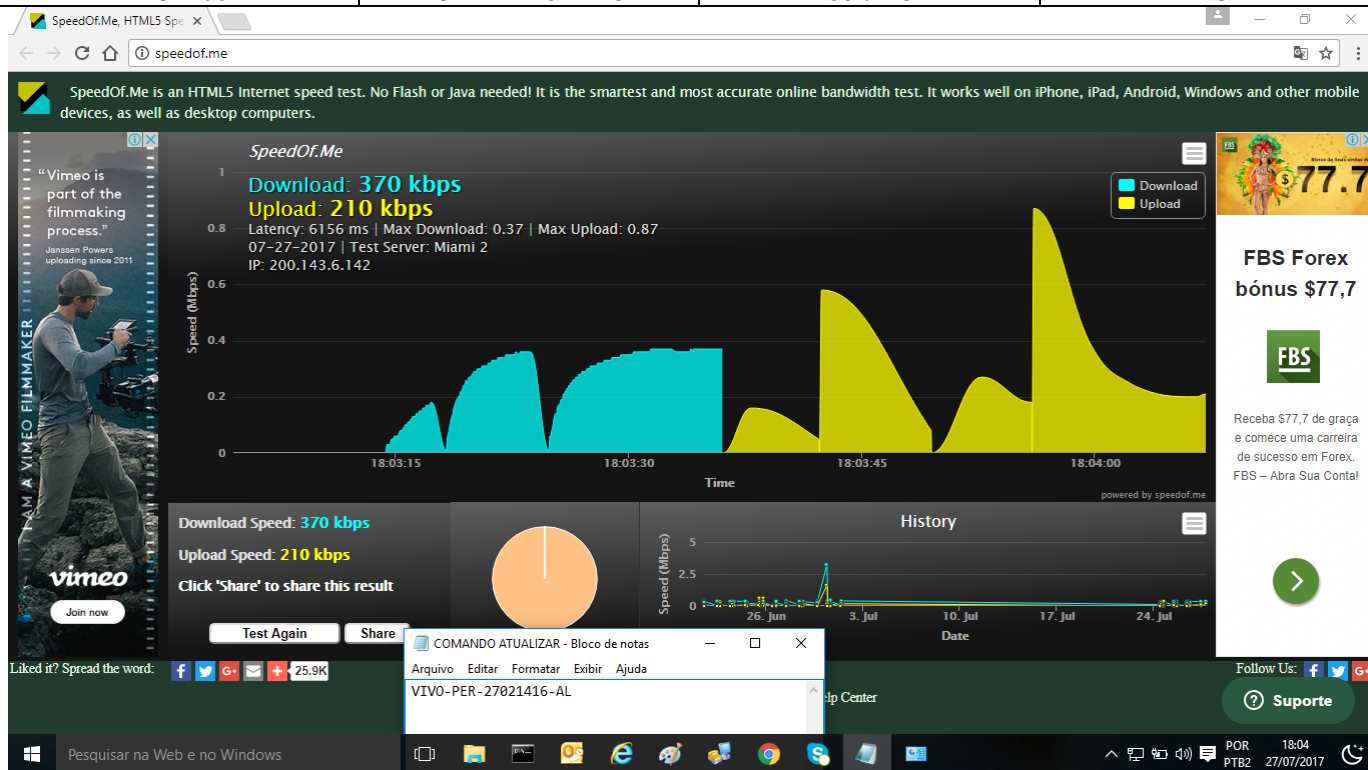 SpeedOf.Me, HTML5 Spe
speedof.me
SpeedOf.Me is an HTML5 Internet speed test. No Flash or Java needed! It is the smartest and most accurate online bandwidth test. It works well on iPhone, iPad, Android, Windows and other mobile
devices, as well as desktop computers.
“Vimeo is
part of the
filmmaking
process.”
Janssen Powers
uploading since 2011
I AM A VIMEO FILMMAKER
vimeo
Join now
SpeedOf.Me
Download: 370 kbps
Upload: 210 kbps
Latency: 6156 ms | Max Download: 0.37 | Max Upload: 0.87
07-27-2017 | Test Server: Miami 2
IP: 200.143.6.142
Download
Upload
Speed (Mbps)
1
0.8
0.6
0.4
0.2
0
18:03:15 18:03:30 18:03:45 18:04:00
Time
powered by speedof.me
FBS
77.7
FBS Forex
bónus $77,7
FBS
Receba $77,7 de graça
e comece uma carreira
de sucesso em Forex.
FBS – Abra Sua Conta!
Download Speed: 370 kbps
Upload Speed: 210 kbps
Click 'Share' to share this result
Test Again Share
History
Speed (Mbps)
5
2.5
0
26. Jun 3. Jul 10. Jul 17. Jul 24. Jul
Date
Liked it? Spread the word:
25.9K
lp Center
Follow Us:
Suporte
COMANDO ATUALIZAR - Bloco de notas
Arquivo Editar Formatar Exibir Ajuda
VIVO-PER-27021416-AL
Pesquisar na Web e no Windows
POR 18:04
PTB2 27/07/2017